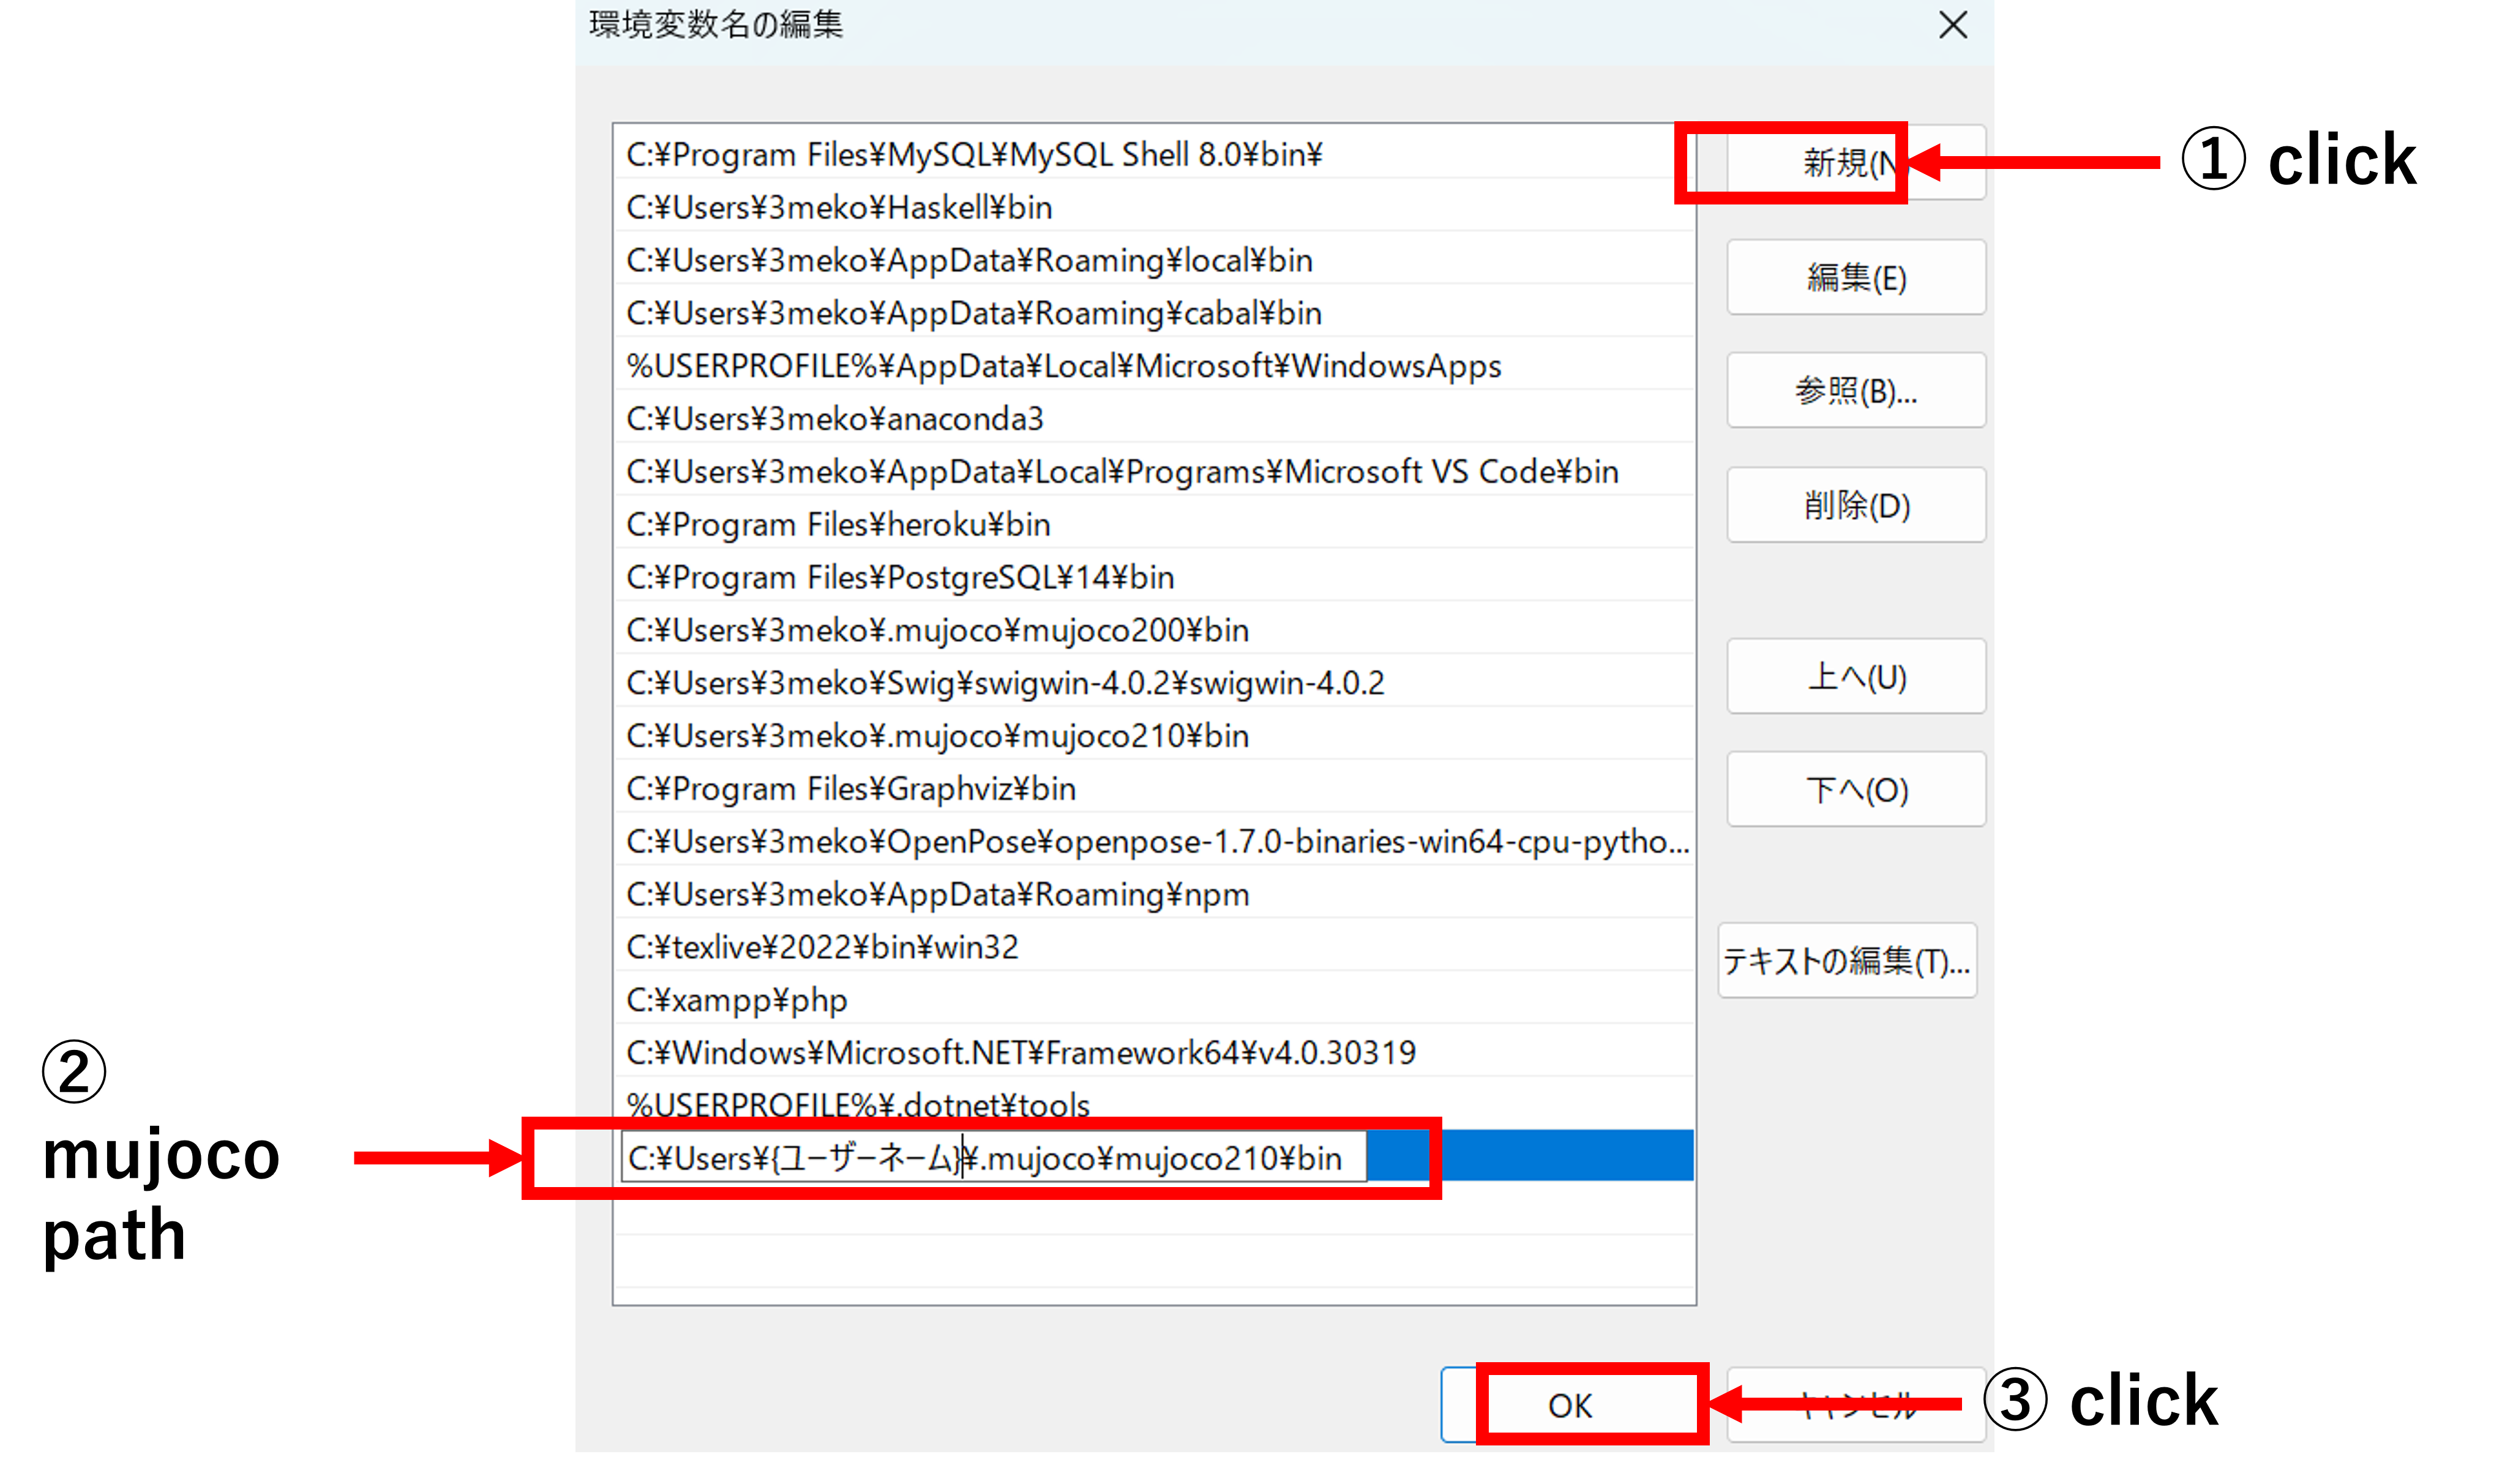 環境変数名の編集
C:¥Program Files¥MySQL¥MySQL Shell 8.0¥bin¥
C:¥Users¥3meko¥Haskell¥bin
C:¥Users¥3meko¥AppData¥Roaming¥local¥bin
C:¥Users¥3meko¥AppData¥Roaming¥cabal¥bin
%USERPROFILE%¥AppData¥Local¥Microsoft¥WindowsApps
C:¥Users¥3meko¥anaconda3
C:¥Users¥3meko¥AppData¥Local¥Programs¥Microsoft VS Code¥bin
C:¥Program Files¥heroku¥bin
C:¥Program Files¥PostgreSQL¥14¥bin
C:¥Users¥3meko¥.mujoco¥mujoco200¥bin
C:¥Users¥3meko¥Swig¥swigwin-4.0.2¥swigwin-4.0.2
C:¥Users¥3meko¥.mujoco¥mujoco210¥bin
C:¥Program Files¥Graphviz¥bin
C:¥Users¥3meko¥OpenPose¥openpose-1.7.0-binaries-win64-cpu-pytho...
C:¥Users¥3meko¥AppData¥Roaming¥npm
C:¥texlive¥2022¥bin¥win32
C:¥xampp¥php
C:¥Windows¥Microsoft.NET¥Framework64¥v4.0.30319
%USERPROFILE%¥.dotnet¥tools
C:¥Users¥{ユーザーネーム}¥.mujoco¥mujoco210¥bin
新規(N)
編集(E)
参照(B)...
削除(D)
上へ(U)
下へ(O)
テキストの編集(T)...
OK
キャンセル
① click
②
mujoco
path
③ click